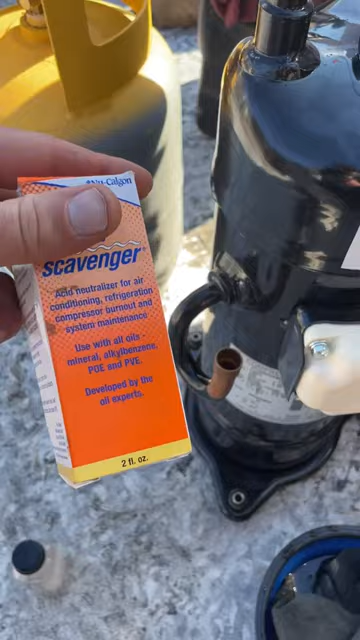 Nu-Calgon
scavenger
Acid neutralizer for air
conditioning, refrigeration
compressor burnout and
system maintenance
Use with all oils
mineral, alkylbenzene,
POE and PVE.
Developed by the
oil experts.
2 fl. oz.